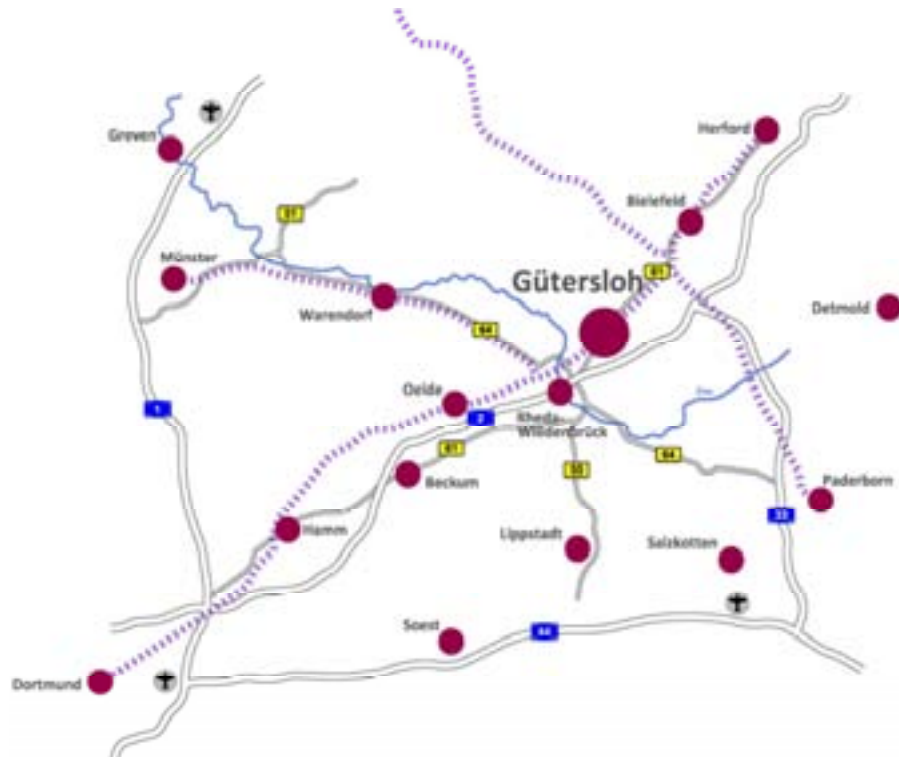 Herford
Greven
Bielefeld
51
Münster
61
Gütersloh
Warendorf
Detmold
64
Oelde
1
2
Rheda-
Wiedenbrück
61
64
Beckum
55
Paderborn
33
Hamm
Lippstadt
Salzkotten
Soest
44
Dortmund